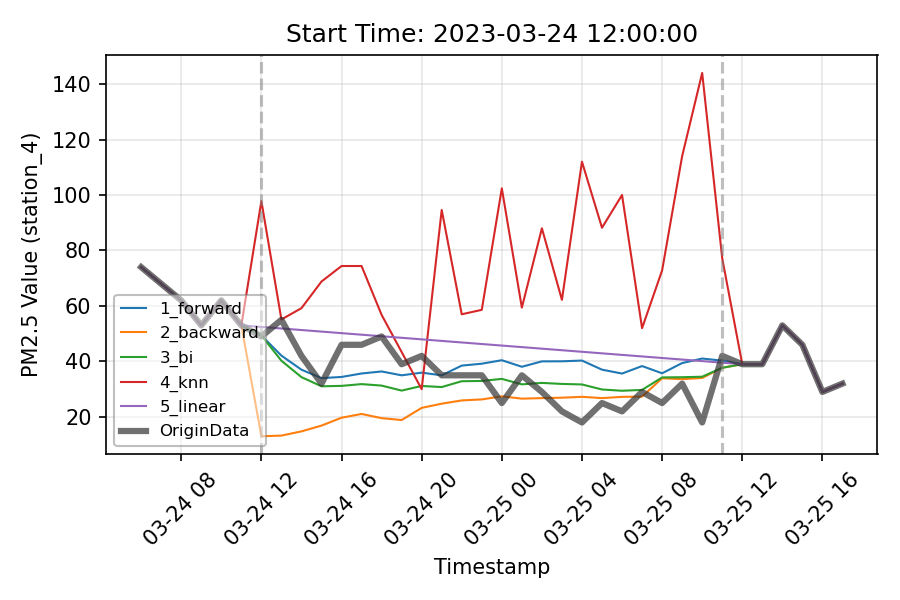 Start Time: 2023-03-24 12:00:00
PM2.5 Value (station_4)
140
120
100
80
60
40
20
1_forward
2_backward
3_bi
4_knn
5_linear
OriginData
03-24 08
03-24 12
03-24 16
03-24 20
03-25 00
03-25 04
03-25 08
03-25 12
03-25 16
Timestamp